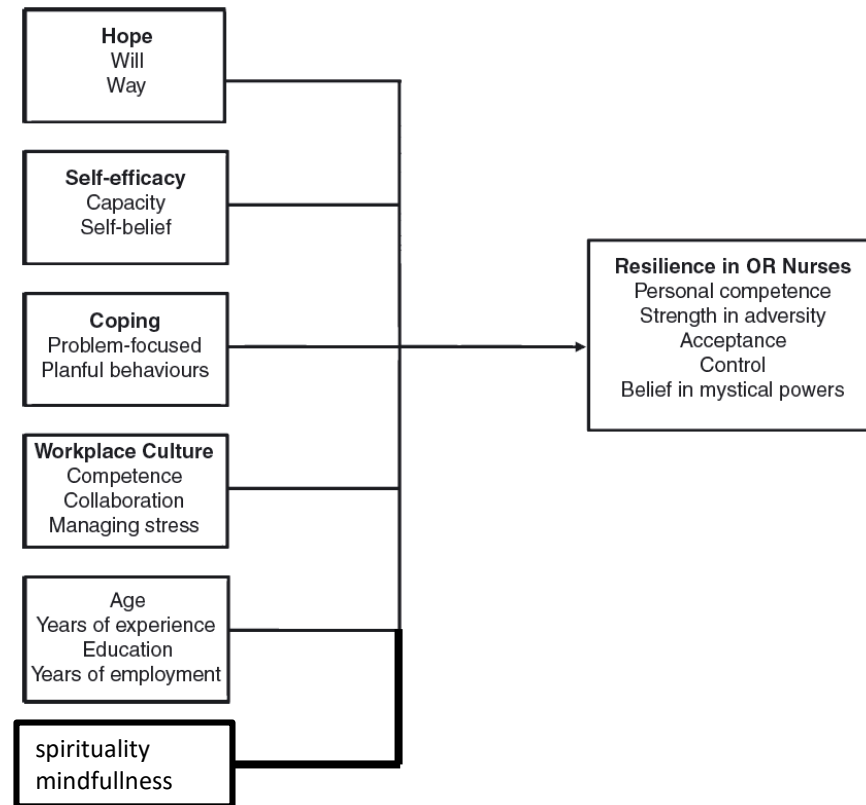 Hope
Will
Way
Self-efficacy
Capacity
Self-belief
Coping
Problem-focused
Planful behaviours
Workplace Culture
Competence
Collaboration
Managing stress
Age
Years of experience
Education
Years of employment
spirituality
mindfullness
Resilience in OR Nurses
Personal competence
Strength in adversity
Acceptance
Control
Belief in mystical powers